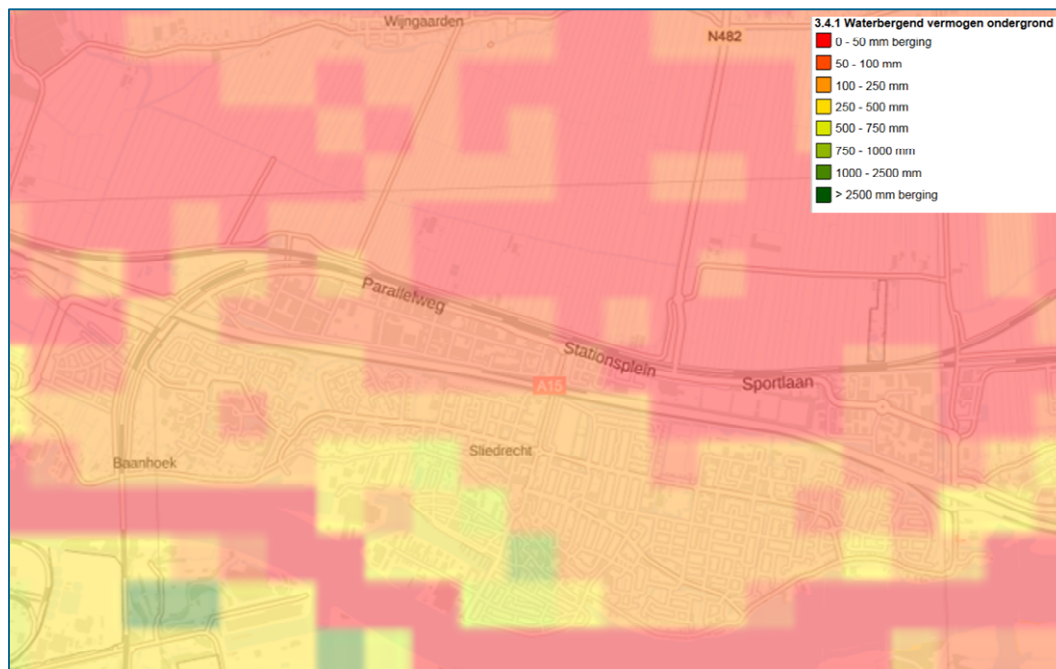 Wijngaarden
N482
3.4.1 Waterbergend vermogen ondergrond
0 - 50 mm berging
50 - 100 mm
100 - 250 mm
250 - 500 mm
500 - 750 mm
750 - 1000 mm
1000 - 2500 mm
> 2500 mm berging
Parallelweg
Stationsplein
Sportlaan
A15
Sliedrecht
Baanhoek